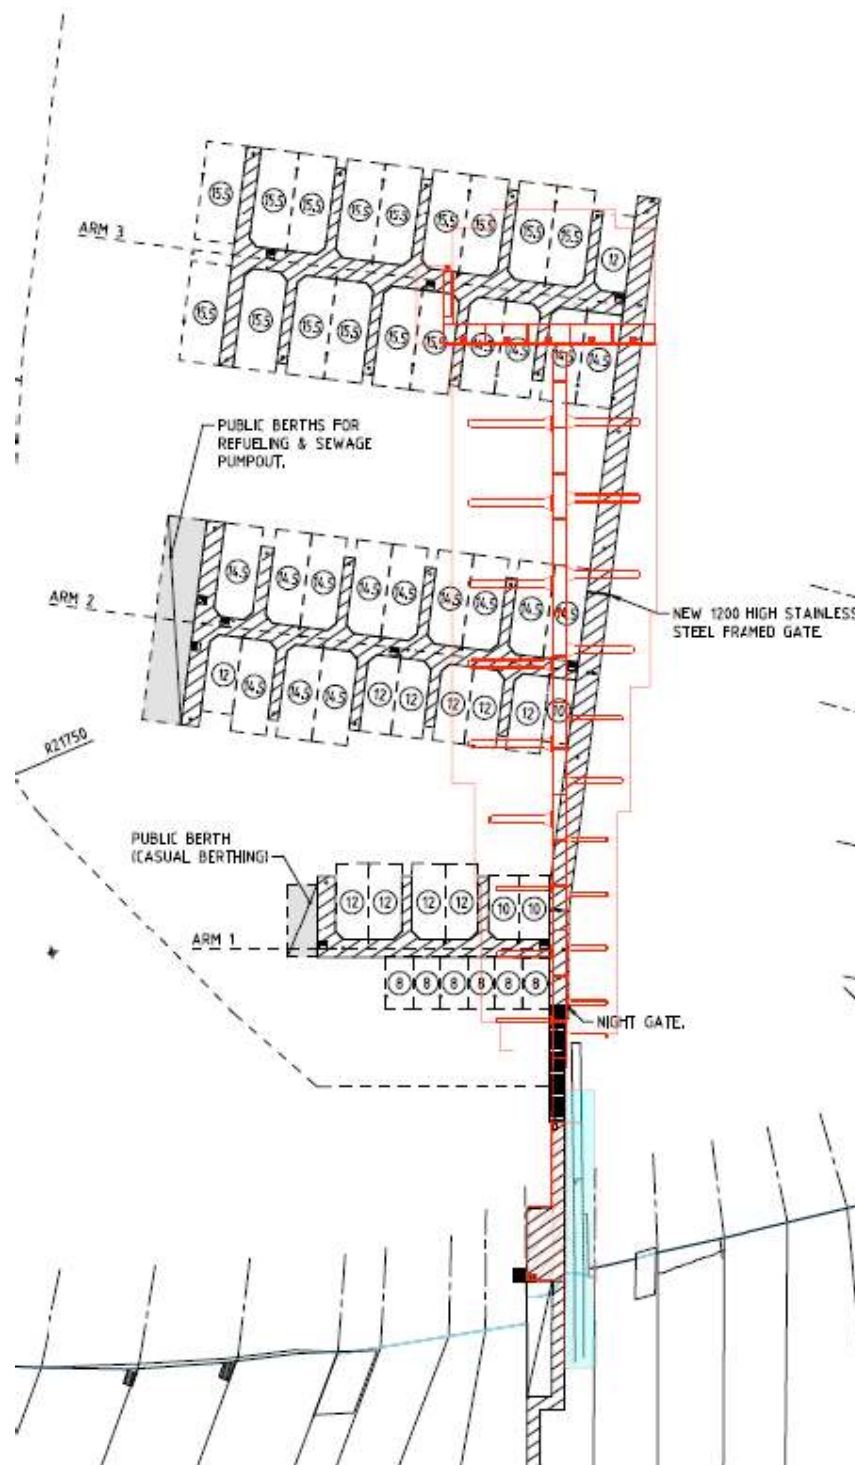 15.5 15.5 15.5 15.5 15.5 15.5 15.5 15.5 15.5 12
ARM 3
15.5 15.5 15.5 15.5 15.5 15.9 14.5 14.5 14.5 14.5
PUBLIC BERTHS FOR
REFUELING & SEWAGE
PUMPOUT.
14.5 14.5 14.5 14.5 14.5 14.5 14.5 14.5 14.5
ARM 2
NEW 1200 HIGH STAINLESS
STEEL FRAMED GATE.
12 14.5 14.5 14.5 12 12 12 12 12 10
R21750
PUBLIC BERTH
(CASUAL BERTHING)
12 12 12 12 10 10
ARM 1
8 8 8 8 8 8
NIGHT GATE.